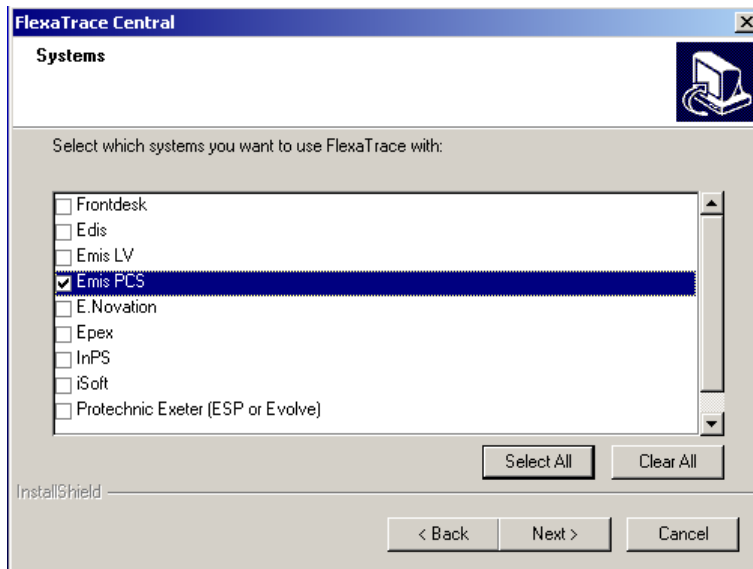 FlexaTrace Central
Systems
Select which systems you want to use FlexaTrace with:
Frontdesk
Edis
Emis LV
Emis PCS
E.Novation
Epex
InPS
iSoft
Protechnic Exeter (ESP or Evolve)
Select All
Clear All
InstallShield
< Back
Next >
Cancel